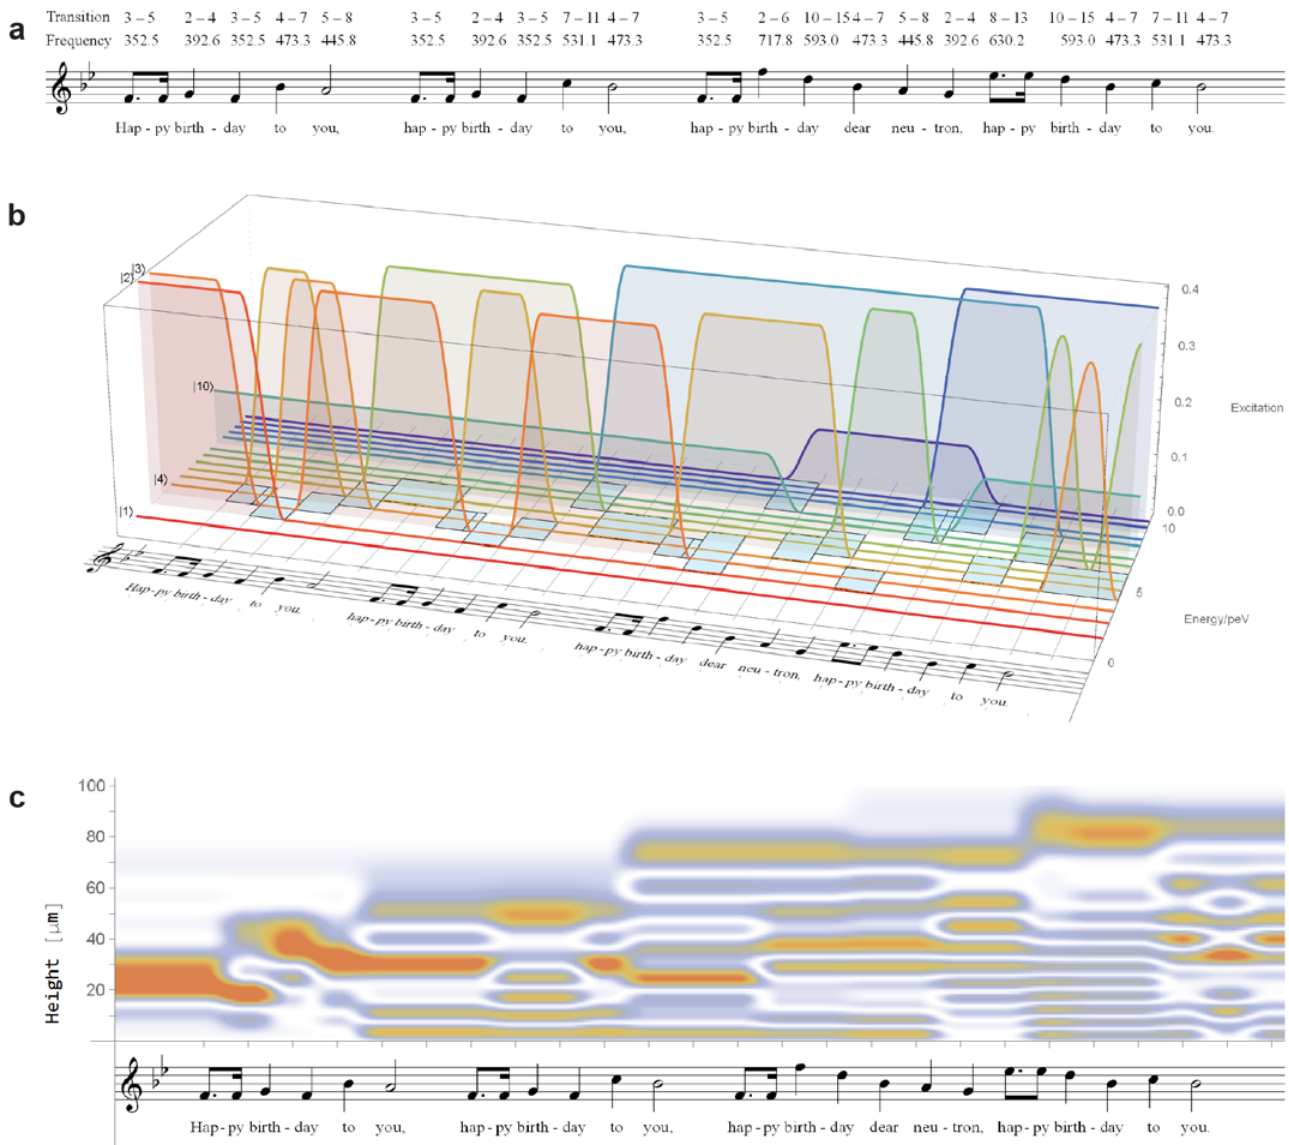 a
Transition 3 – 5 2 – 4 3 – 5 4 – 7 5 – 8 3 – 5 2 – 4 3 – 5 7 – 11 4 – 7 3 – 5 2 – 6 10 – 15 4 – 7 5 – 8 2 – 4 8 – 13 10 – 15 4 – 7 7 – 11 4 – 7
Frequency 352.5 392.6 352.5 473.3 445.8 352.5 392.6 352.5 531.1 473.3 352.5 717.8 593.0 473.3 445.8 392.6 630.2 593.0 473.3 531.1 473.3
Hap - py birth - day to you, hap - py birth - day to you, hap - py birth - day dear neu - tron, hap - py birth - day to you.
b
|3⟩
|2⟩
|10⟩
|4⟩
|1⟩
0.4
0.3
0.2
Excitation
0.1
0.0
10
5
Energy/peV
0
Hap- py birth - day to you. hap - py birth - day to you. hap - py birth - day dear neu - tron, hap - py birth - day to you.
c
100
80
60
40
20
Height [μm]
Hap - py birth - day to you, hap - py birth - day to you, hap - py birth - day dear neu - tron, hap - py birth - day to you.